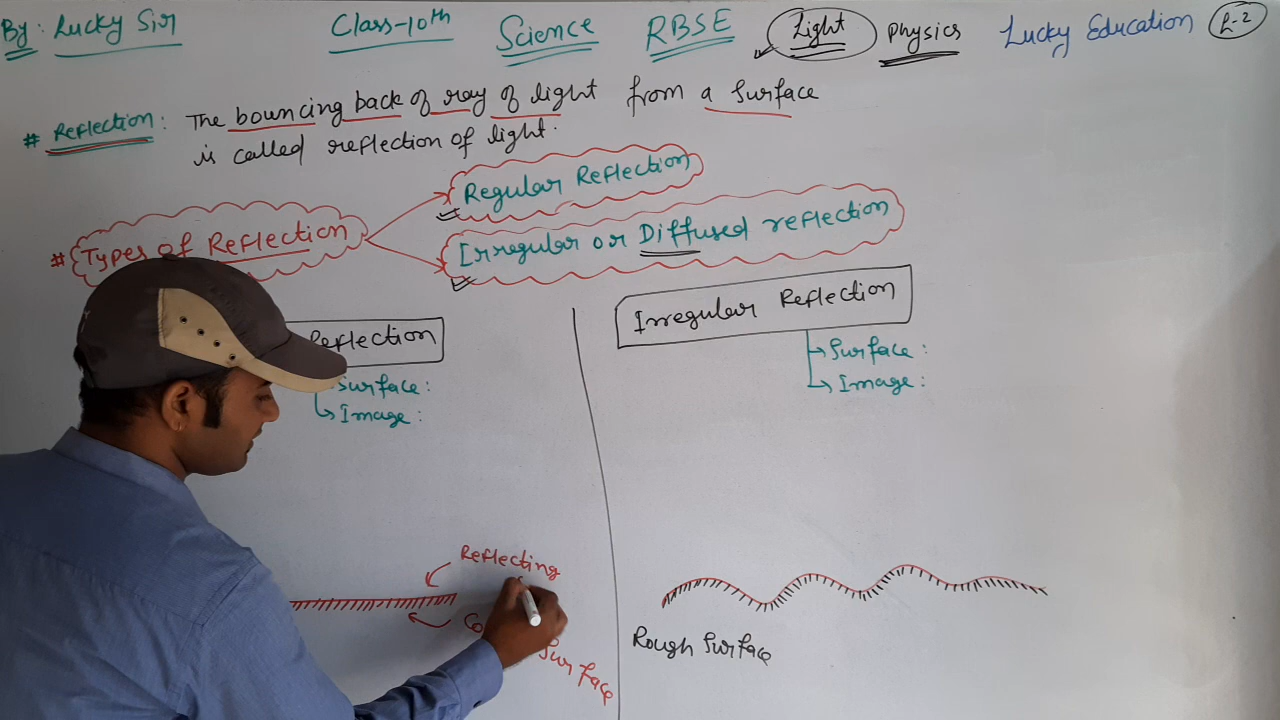 By: Lucky Sir Class-10th Science RBSE Light Physics Lucky Education L-2
# Reflection: The bouncing back of ray of light from a surface
is called reflection of light.
# Types of Reflection
Regular Reflection
Irregular or Diffused reflection
Reflection
Surface:
Image:
Irregular Reflection
Surface:
Image:
Reflecting
Surface
Rough Surface